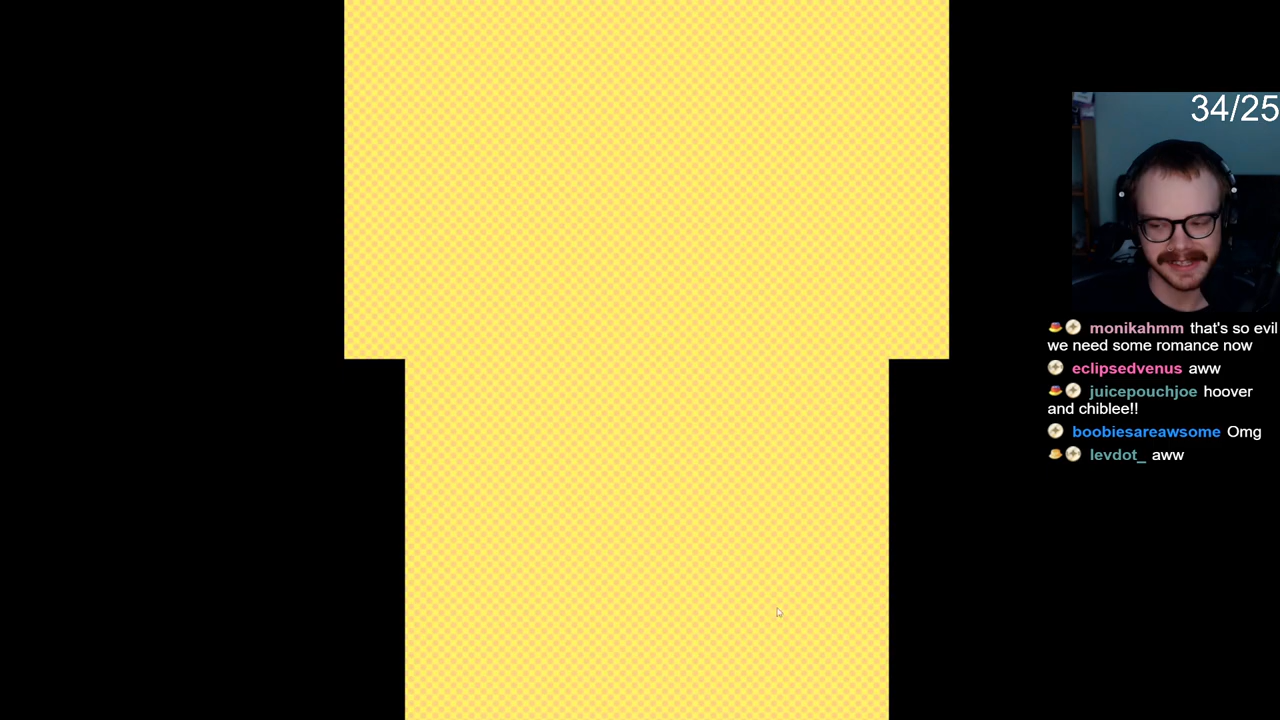 34/25
monikahmm that's so evil
we need some romance now
eclipsedvenus aww
juicepouchjoe hoover
and chiblee!!
boobiesareawsome Omg
levdot_ aww